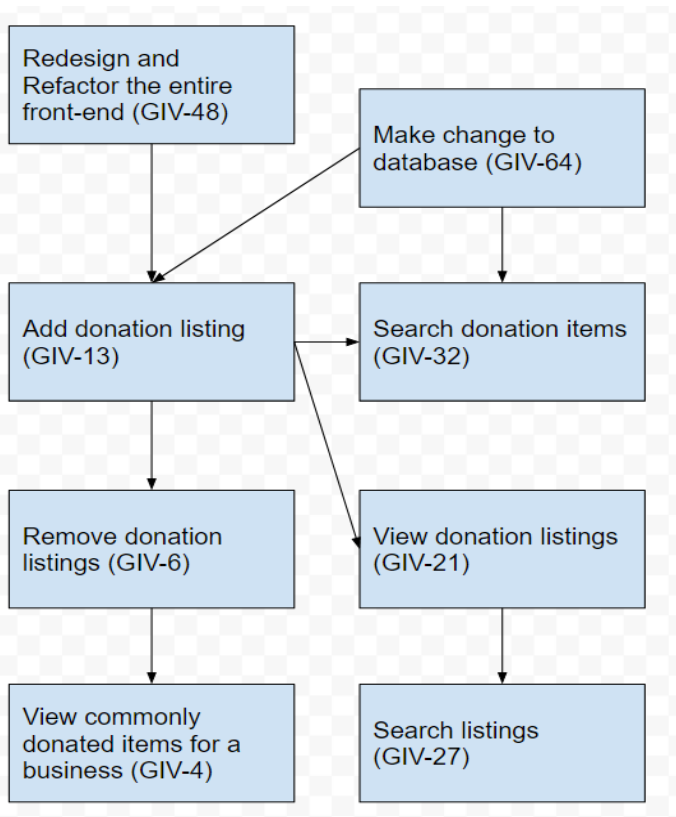 Redesign and
Refactor the entire
front-end (GIV-48)
Make change to
database (GIV-64)
Add donation listing
(GIV-13)
Search donation items
(GIV-32)
Remove donation
listings (GIV-6)
View donation listings
(GIV-21)
View commonly
donated items for a
business (GIV-4)
Search listings
(GIV-27)